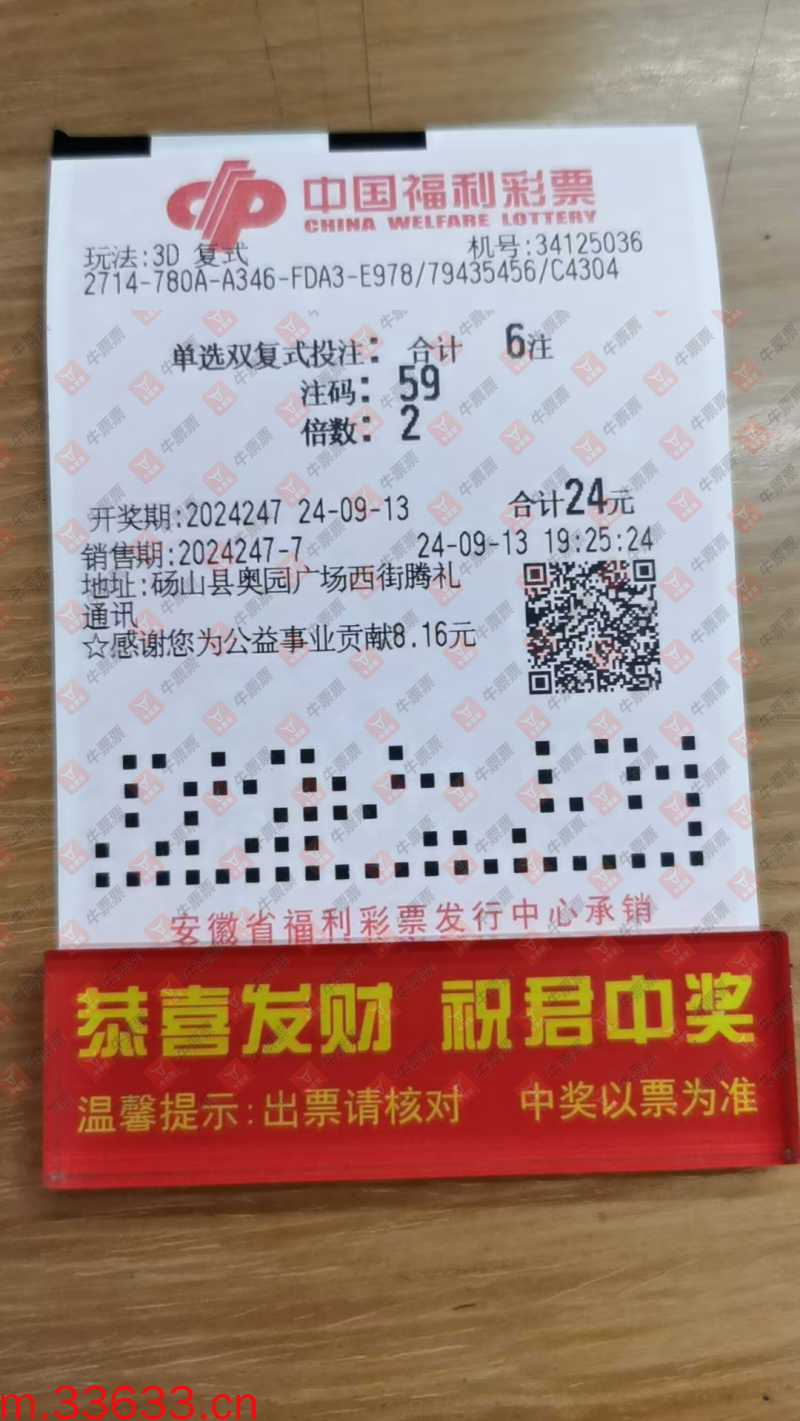 中国福利彩票
CHINA WELFARE LOTTERY
玩法:3D 复式 机号:34125036
2714-780A-A346-FDA3-E978/79435456/C4304
单选双复式投注: 合计 6注
注码: 59
倍数: 2
开奖期:2024247 24-09-13 合计24元
销售期:2024247-7 24-09-13 19:25:24
地址:砀山县奥园广场西街腾礼
通讯
☆感谢您为公益事业贡献8.16元
安徽省福利彩票发行中心承销
恭喜发财 祝君中奖
温馨提示:出票请核对 中奖以票为准
牛票票
m.33633.cn